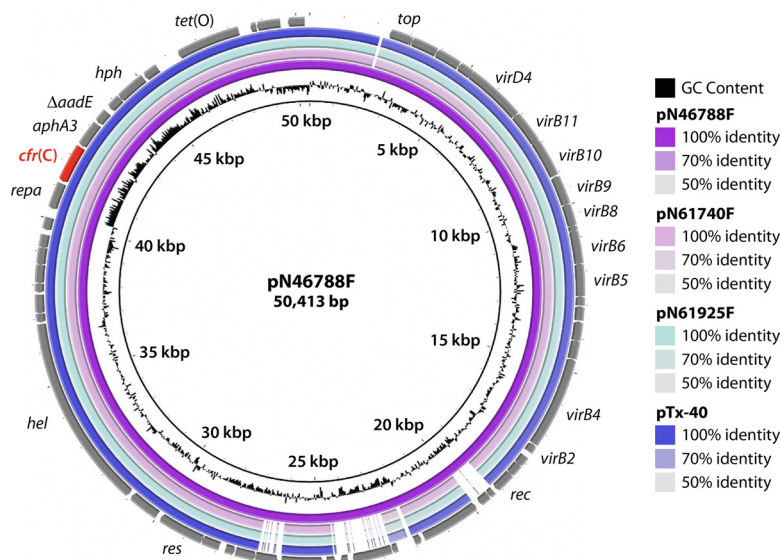 tet(O)
top
hph
virD4
ΔaadE
aphA3
virB11
cfr(C)
virB10
repa
virB9
virB8
virB6
virB5
hel
virB4
virB2
rec
res
50 kbp
5 kbp
10 kbp
15 kbp
20 kbp
25 kbp
30 kbp
35 kbp
40 kbp
45 kbp
pN46788F
50,413 bp
GC Content
pN46788F
100% identity
70% identity
50% identity
pN61740F
100% identity
70% identity
50% identity
pN61925F
100% identity
70% identity
50% identity
pTx-40
100% identity
70% identity
50% identity